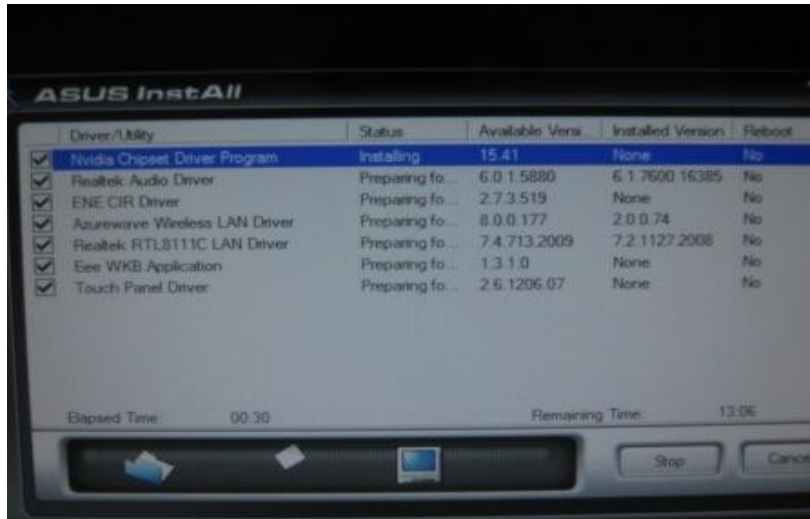 ASUS InstAll
Driver/Utility Status Available Versi... Installed Version Reboot
Nvidia Chipset Driver Program Installing 15.41 None No
Realtek Audio Driver Preparing fo... 6.0.1.5880 6.1.7600.16385 No
ENE CIR Driver Preparing fo... 2.7.3.519 None No
Azurewave Wireless LAN Driver Preparing fo... 8.0.0.177 2.0.0.74 No
Realtek RTL8111C LAN Driver Preparing fo... 7.4.713.2009 7.2.1127.2008 No
Eee WKB Application Preparing fo... 1.3.1.0 None No
Touch Panel Driver Preparing fo... 2.6.1206.07 None No
Elapsed Time: 00:30 Remaining Time: 13:06
Stop Cance